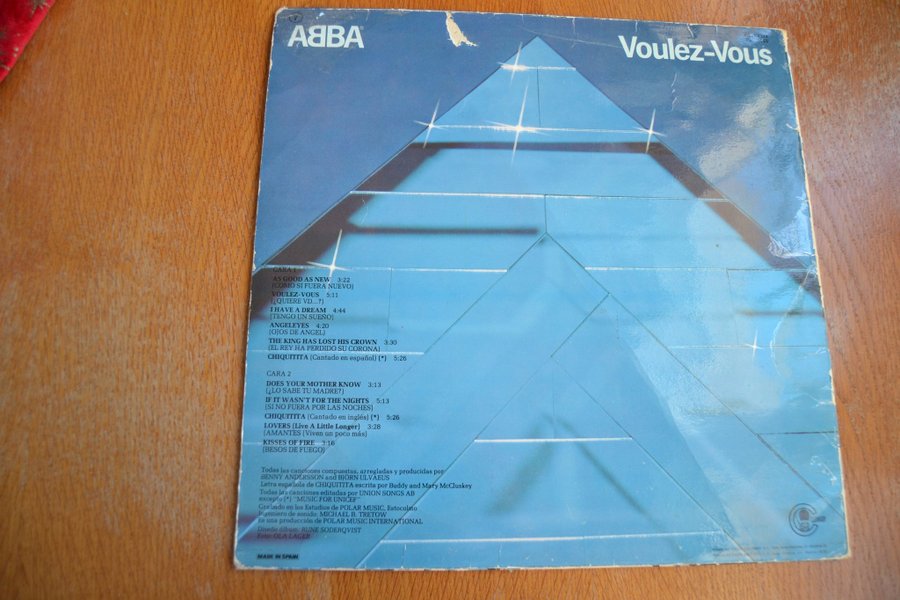 ABBA
Voulez-Vous
CARA 1
AS GOOD AS NEW 3:22
(COMO SI FUERA NUEVO)
VOULEZ-VOUS 5:11
(¿QUIERE VD...?)
I HAVE A DREAM 4:44
(TENGO UN SUEÑO)
ANGELEYES 4:20
(OJOS DE ANGEL)
THE KING HAS LOST HIS CROWN 3:30
(EL REY HA PERDIDO SU CORONA)
CHIQUITITA (Cantado en español) (*) 5:26
CARA 2
DOES YOUR MOTHER KNOW 3:13
(¿LO SABE TU MADRE?)
IF IT WASN'T FOR THE NIGHTS 5:13
(SI NO FUERA POR LAS NOCHES)
CHIQUITITA (Cantado en inglés) (*) 5:26
LOVERS (Live A Little Longer) 3:28
(AMANTES (Vivan un poco más)
KISSES OF FIRE 3:16
(BESOS DE FUEGO)
Todas las canciones compuestas, arregladas y producidas por
BENNY ANDERSSON and BJORN ULVAEUS
Letra española de CHIQUITITA escrita por Buddy and Mary McCluskey
Todas las canciones editadas por UNION SONGS AB
excepto (*) "MUSIC FOR UNICEF"
Grabado en los Estudios de POLAR MUSIC, Estocolmo
Ingeniero de sonido: MICHAEL B. TRETOW
Es una producción de POLAR MUSIC INTERNATIONAL
Diseño álbum: RUNE SODERQVIST
Foto: OLA LAGER
MADE IN SPAIN